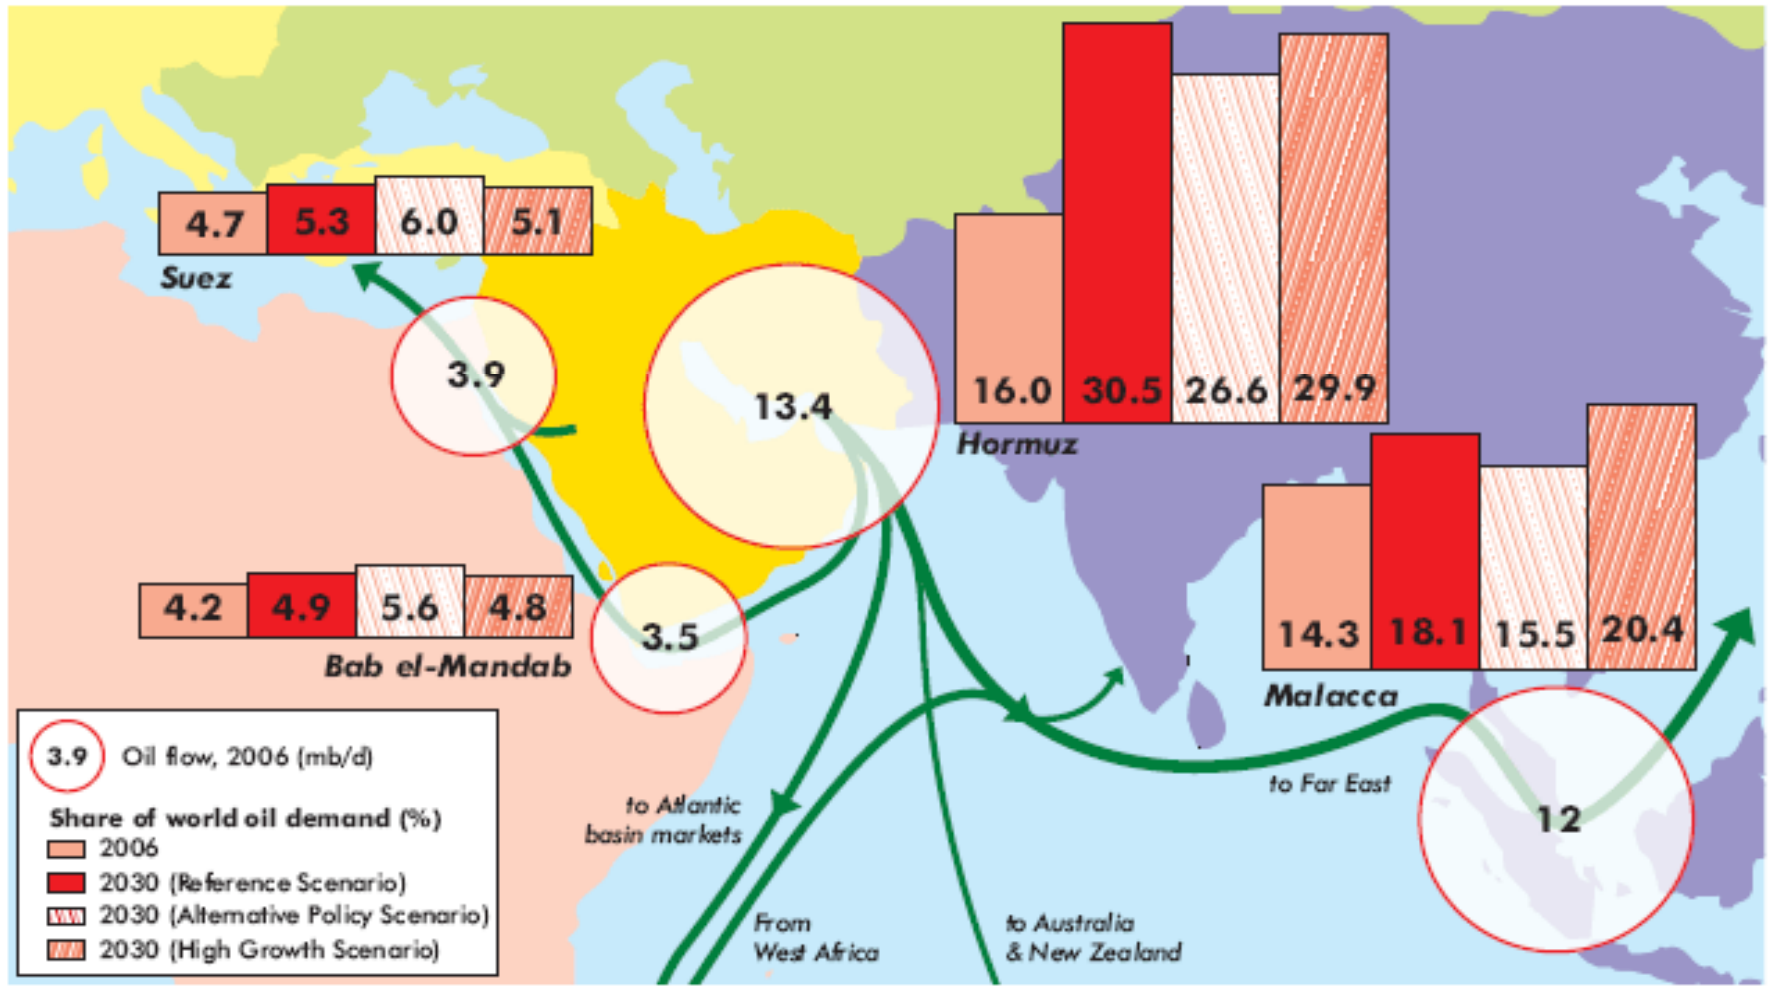 4.7 5.3 6.0 5.1
Suez
3.9
13.4
16.0 30.5 26.6 29.9
Hormuz
4.2 4.9 5.6 4.8
Bab el-Mandab
3.5
14.3 18.1 15.5 20.4
Malacca
12
to Far East
to Atlantic
basin markets
From
West Africa
to Australia
& New Zealand
3.9 Oil flow, 2006 (mb/d)
Share of world oil demand (%)
2006
2030 (Reference Scenario)
2030 (Alternative Policy Scenario)
2030 (High Growth Scenario)